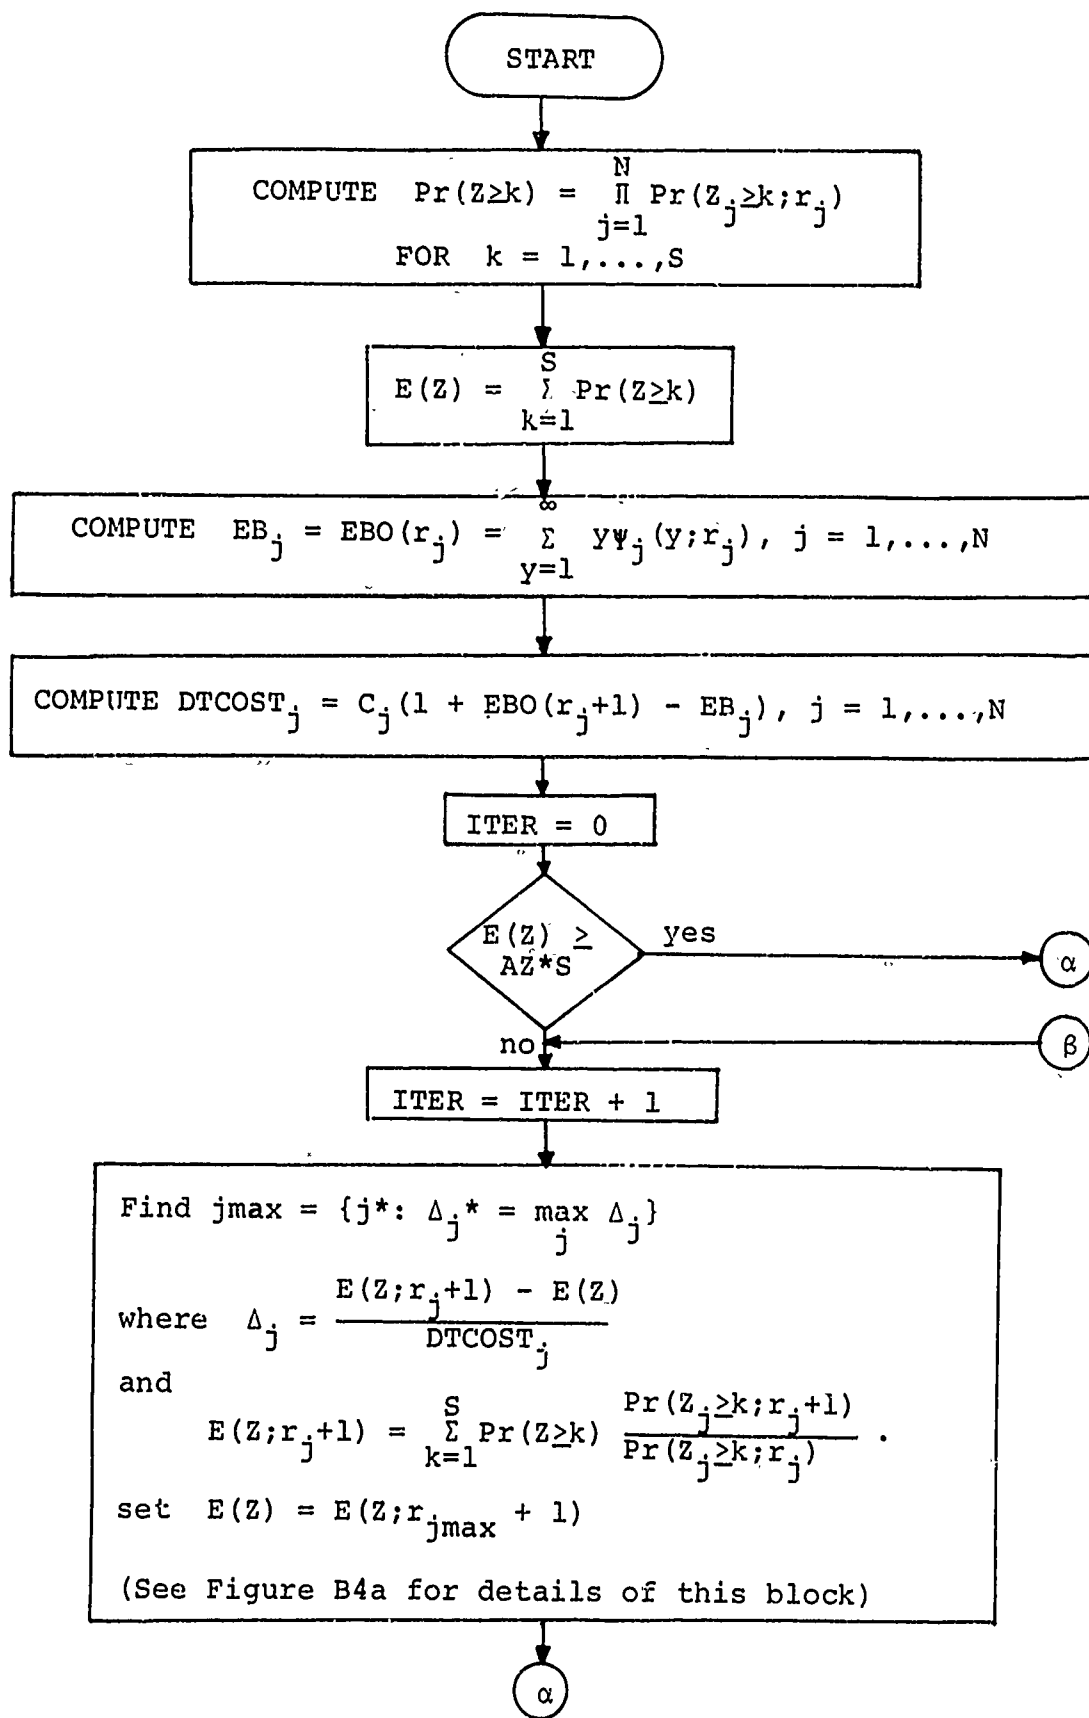 START
N
COMPUTE Pr(Z≥k) = Π Pr(Z_j≥k;r_j)
j=1
FOR k = 1,...,S
S
E(Z) = Σ Pr(Z≥k)
k=1
∞
COMPUTE EB_j = EBO(r_j) = Σ yψ_j(y;r_j), j = 1,...,N
y=1
COMPUTE DTCOST_j = C_j(1 + EBO(r_j+1) - EB_j), j = 1,...,N
ITER = 0
E(Z) ≥
AZ*S
yes
α
no
β
ITER = ITER + 1
Find jmax = {j*: Δ_j* = max Δ_j}
j
E(Z;r_j+1) - E(Z)
where Δ_j =
DTCOST_j
and
S
Pr(Z_j≥k;r_j+1)
E(Z;r_j+1) = Σ Pr(Z≥k) .
k=1
Pr(Z_j≥k;r_j)
set E(Z) = E(Z;r_jmax + 1)
(See Figure B4a for details of this block)
α